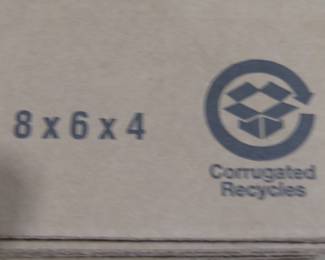 8 x 6 x 4
Corrugated
Recycles